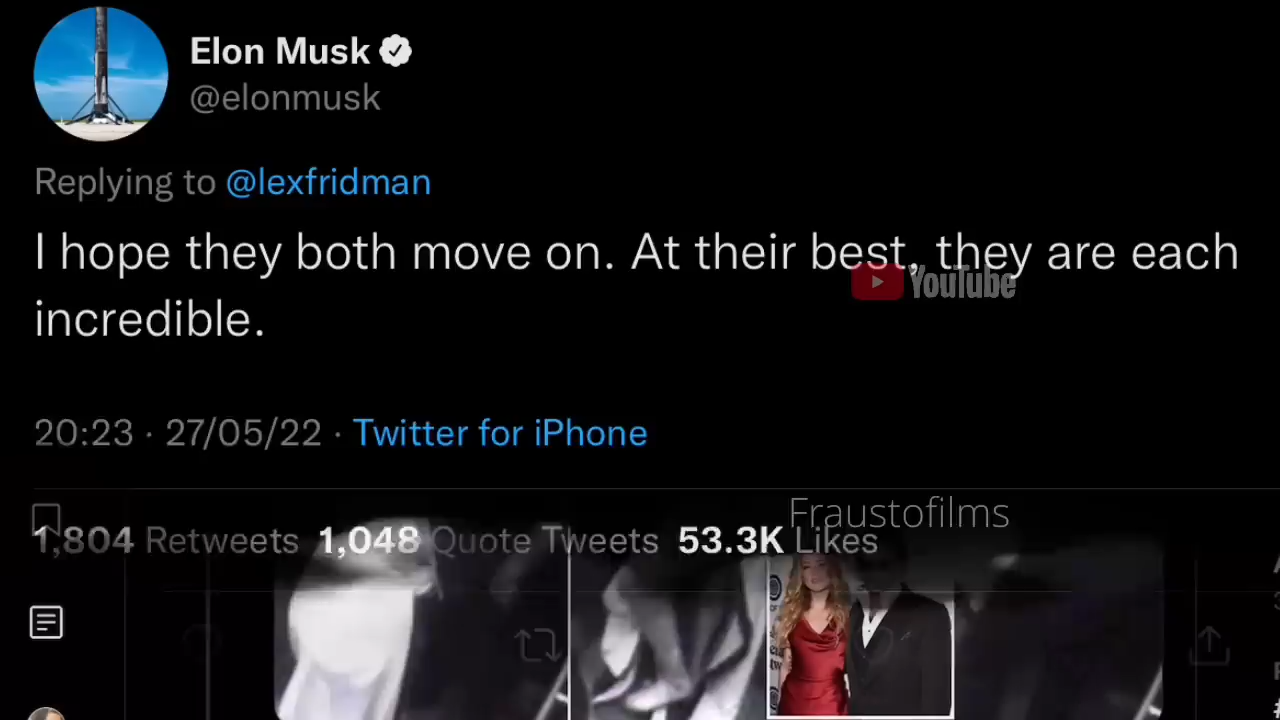 Elon Musk
@elonmusk
Replying to @lexfridman
I hope they both move on. At their best, they are each
incredible.
YouTube
20:23 · 27/05/22 · Twitter for iPhone
Fraustofilms
1,804 Retweets 1,048 Quote Tweets 53.3K Likes